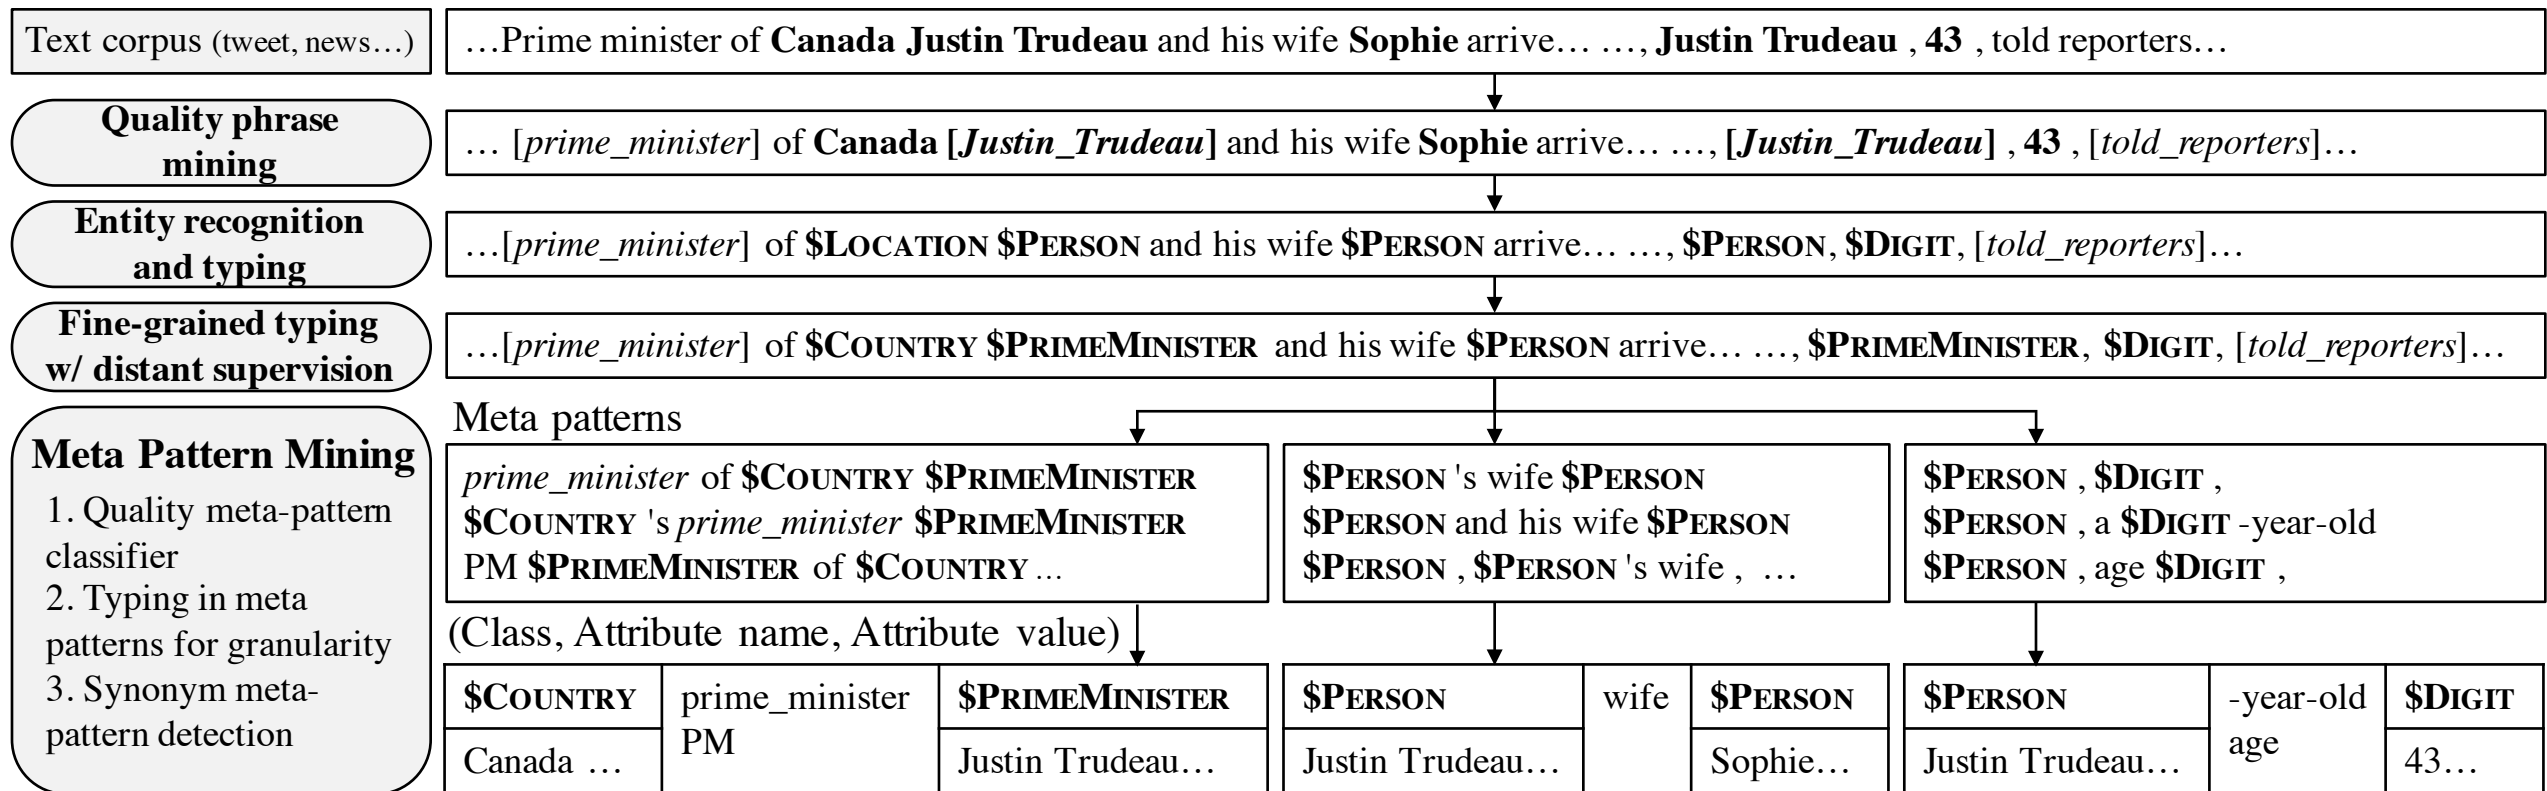 Text corpus (tweet, news…)
…Prime minister of Canada Justin Trudeau and his wife Sophie arrive… …, Justin Trudeau , 43 , told reporters…
Quality phrase
mining
… [prime_minister] of Canada [Justin_Trudeau] and his wife Sophie arrive… …, [Justin_Trudeau] , 43 , [told_reporters]…
Entity recognition
and typing
…[prime_minister] of $LOCATION $PERSON and his wife $PERSON arrive… …, $PERSON, $DIGIT, [told_reporters]…
Fine-grained typing
w/ distant supervision
…[prime_minister] of $COUNTRY $PRIMEMINISTER and his wife $PERSON arrive… …, $PRIMEMINISTER, $DIGIT, [told_reporters]…
Meta Pattern Mining
1. Quality meta-pattern
classifier
2. Typing in meta
patterns for granularity
3. Synonym meta-
pattern detection
Meta patterns
prime_minister of $COUNTRY $PRIMEMINISTER
$COUNTRY 's prime_minister $PRIMEMINISTER
PM $PRIMEMINISTER of $COUNTRY…
$PERSON 's wife $PERSON
$PERSON and his wife $PERSON
$PERSON , $PERSON 's wife , …
$PERSON , $DIGIT ,
$PERSON , a $DIGIT -year-old
$PERSON , age $DIGIT ,
(Class, Attribute name, Attribute value)
$COUNTRY
Canada …
prime_minister
PM
$PRIMEMINISTER
Justin Trudeau…
$PERSON
Justin Trudeau…
wife
$PERSON
Sophie…
$PERSON
Justin Trudeau…
-year-old
age
$DIGIT
43…